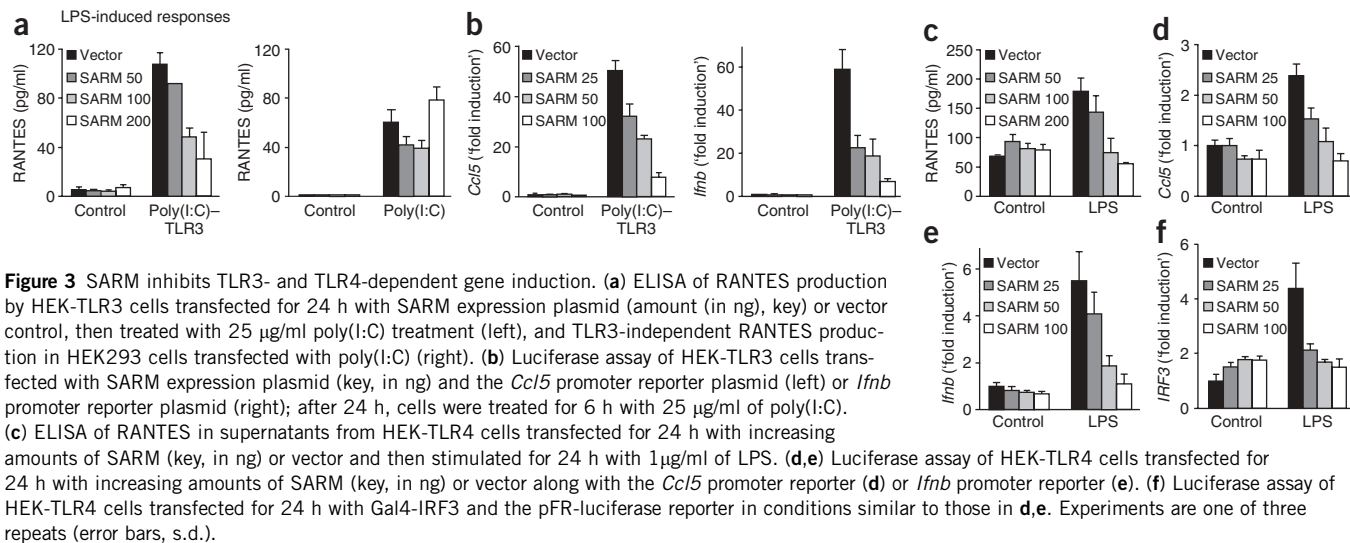 LPS-induced responses
a
120
80
40
0
RANTES (pg/ml)
Vector
SARM 50
SARM 100
SARM 200
Control
Poly(I:C)–
TLR3
120
80
40
0
RANTES (pg/ml)
Control
Poly(I:C)
b
60
40
20
0
Ccl5 ('fold induction')
Vector
SARM 25
SARM 50
SARM 100
Control
Poly(I:C)–
TLR3
60
40
20
0
Ifnb ('fold induction')
Control
Poly(I:C)–
TLR3
c
250
200
150
100
50
0
RANTES (pg/ml)
Vector
SARM 50
SARM 100
SARM 200
Control
LPS
d
3
2
1
0
Ccl5 ('fold induction')
Vector
SARM 25
SARM 50
SARM 100
Control
LPS
e
6
4
2
0
Ifnb ('fold induction')
Vector
SARM 25
SARM 50
SARM 100
Control
LPS
f
6
4
2
0
IRF3 ('fold induction')
Vector
SARM 25
SARM 50
SARM 100
Control
LPS
Figure 3 SARM inhibits TLR3- and TLR4-dependent gene induction. (a) ELISA of RANTES production
by HEK-TLR3 cells transfected for 24 h with SARM expression plasmid (amount (in ng), key) or vector
control, then treated with 25 μg/ml poly(I:C) treatment (left), and TLR3-independent RANTES produc-
tion in HEK293 cells transfected with poly(I:C) (right). (b) Luciferase assay of HEK-TLR3 cells trans-
fected with SARM expression plasmid (key, in ng) and the Ccl5 promoter reporter plasmid (left) or Ifnb
promoter reporter plasmid (right); after 24 h, cells were treated for 6 h with 25 μg/ml of poly(I:C).
(c) ELISA of RANTES in supernatants from HEK-TLR4 cells transfected for 24 h with increasing
amounts of SARM (key, in ng) or vector and then stimulated for 24 h with 1μg/ml of LPS. (d,e) Luciferase assay of HEK-TLR4 cells transfected for
24 h with increasing amounts of SARM (key, in ng) or vector along with the Ccl5 promoter reporter (d) or Ifnb promoter reporter (e). (f) Luciferase assay of
HEK-TLR4 cells transfected for 24 h with Gal4-IRF3 and the pFR-luciferase reporter in conditions similar to those in d,e. Experiments are one of three
repeats (error bars, s.d.).